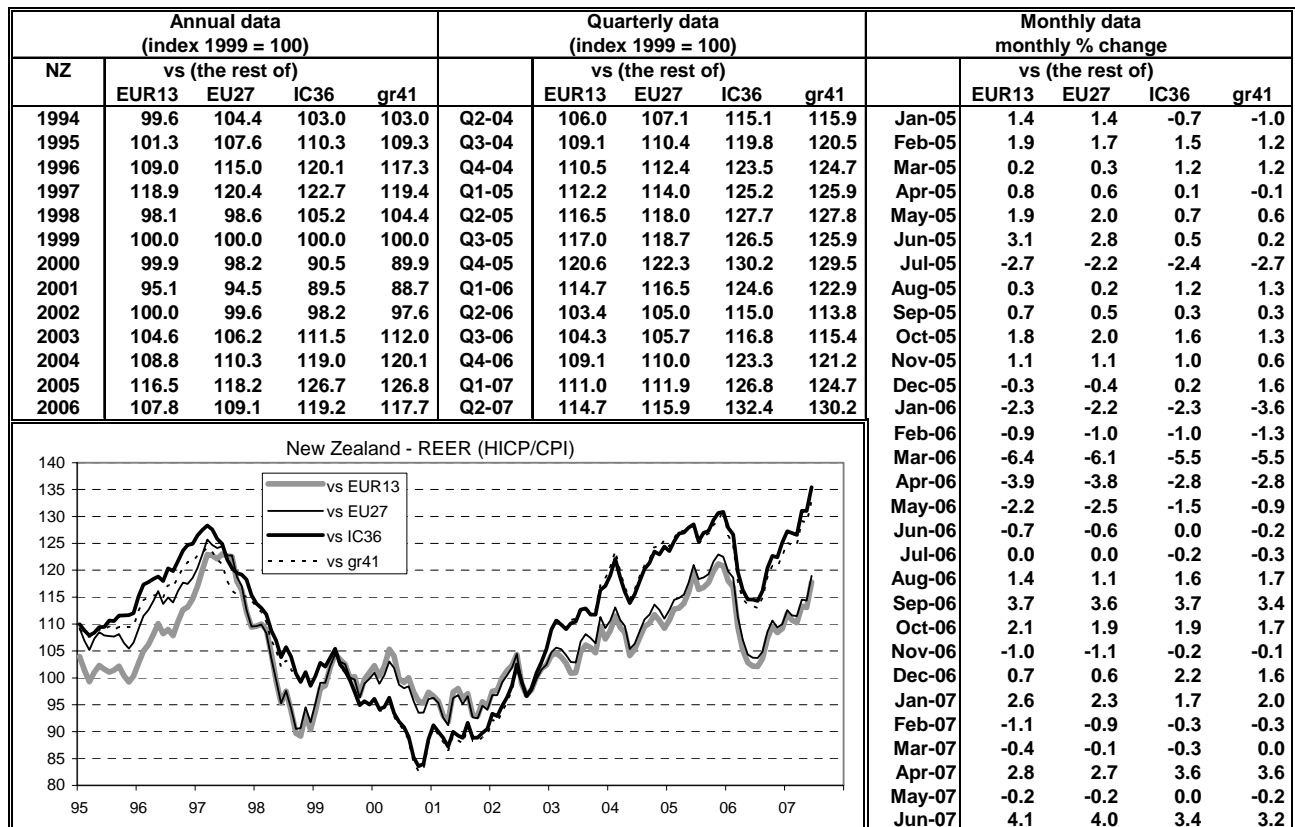 Annual data
(index 1999 = 100)
NZ vs (the rest of)
EUR13 EU27 IC36 gr41
1994 99.6 104.4 103.0 103.0
1995 101.3 107.6 110.3 109.3
1996 109.0 115.0 120.1 117.3
1997 118.9 120.4 122.7 119.4
1998 98.1 98.6 105.2 104.4
1999 100.0 100.0 100.0 100.0
2000 99.9 98.2 90.5 89.9
2001 95.1 94.5 89.5 88.7
2002 100.0 99.6 98.2 97.6
2003 104.6 106.2 111.5 112.0
2004 108.8 110.3 119.0 120.1
2005 116.5 118.2 126.7 126.8
2006 107.8 109.1 119.2 117.7
Quarterly data
(index 1999 = 100)
vs (the rest of)
EUR13 EU27 IC36 gr41
Q2-04 106.0 107.1 115.1 115.9
Q3-04 109.1 110.4 119.8 120.5
Q4-04 110.5 112.4 123.5 124.7
Q1-05 112.2 114.0 125.2 125.9
Q2-05 116.5 118.0 127.7 127.8
Q3-05 117.0 118.7 126.5 125.9
Q4-05 120.6 122.3 130.2 129.5
Q1-06 114.7 116.5 124.6 122.9
Q2-06 103.4 105.0 115.0 113.8
Q3-06 104.3 105.7 116.8 115.4
Q4-06 109.1 110.0 123.3 121.2
Q1-07 111.0 111.9 126.8 124.7
Q2-07 114.7 115.9 132.4 130.2
Monthly data
monthly % change
vs (the rest of)
EUR13 EU27 IC36 gr41
Jan-05 1.4 1.4 -0.7 -1.0
Feb-05 1.9 1.7 1.5 1.2
Mar-05 0.2 0.3 1.2 1.2
Apr-05 0.8 0.6 0.1 -0.1
May-05 1.9 2.0 0.7 0.6
Jun-05 3.1 2.8 0.5 0.2
Jul-05 -2.7 -2.2 -2.4 -2.7
Aug-05 0.3 0.2 1.2 1.3
Sep-05 0.7 0.5 0.3 0.3
Oct-05 1.8 2.0 1.6 1.3
Nov-05 1.1 1.1 1.0 0.6
Dec-05 -0.3 -0.4 0.2 1.6
Jan-06 -2.3 -2.2 -2.3 -3.6
Feb-06 -0.9 -1.0 -1.0 -1.3
Mar-06 -6.4 -6.1 -5.5 -5.5
Apr-06 -3.9 -3.8 -2.8 -2.8
May-06 -2.2 -2.5 -1.5 -0.9
Jun-06 -0.7 -0.6 0.0 -0.2
Jul-06 0.0 0.0 -0.2 -0.3
Aug-06 1.4 1.1 1.6 1.7
Sep-06 3.7 3.6 3.7 3.4
Oct-06 2.1 1.9 1.9 1.7
Nov-06 -1.0 -1.1 -0.2 -0.1
Dec-06 0.7 0.6 2.2 1.6
Jan-07 2.6 2.3 1.7 2.0
Feb-07 -1.1 -0.9 -0.3 -0.3
Mar-07 -0.4 -0.1 -0.3 0.0
Apr-07 2.8 2.7 3.6 3.6
May-07 -0.2 -0.2 0.0 -0.2
Jun-07 4.1 4.0 3.4 3.2
New Zealand - REER (HICP/CPI)
vs EUR13
vs EU27
vs IC36
vs gr41
140
135
130
125
120
115
110
105
100
95
90
85
80
95 96 97 98 99 00 01 02 03 04 05 06 07